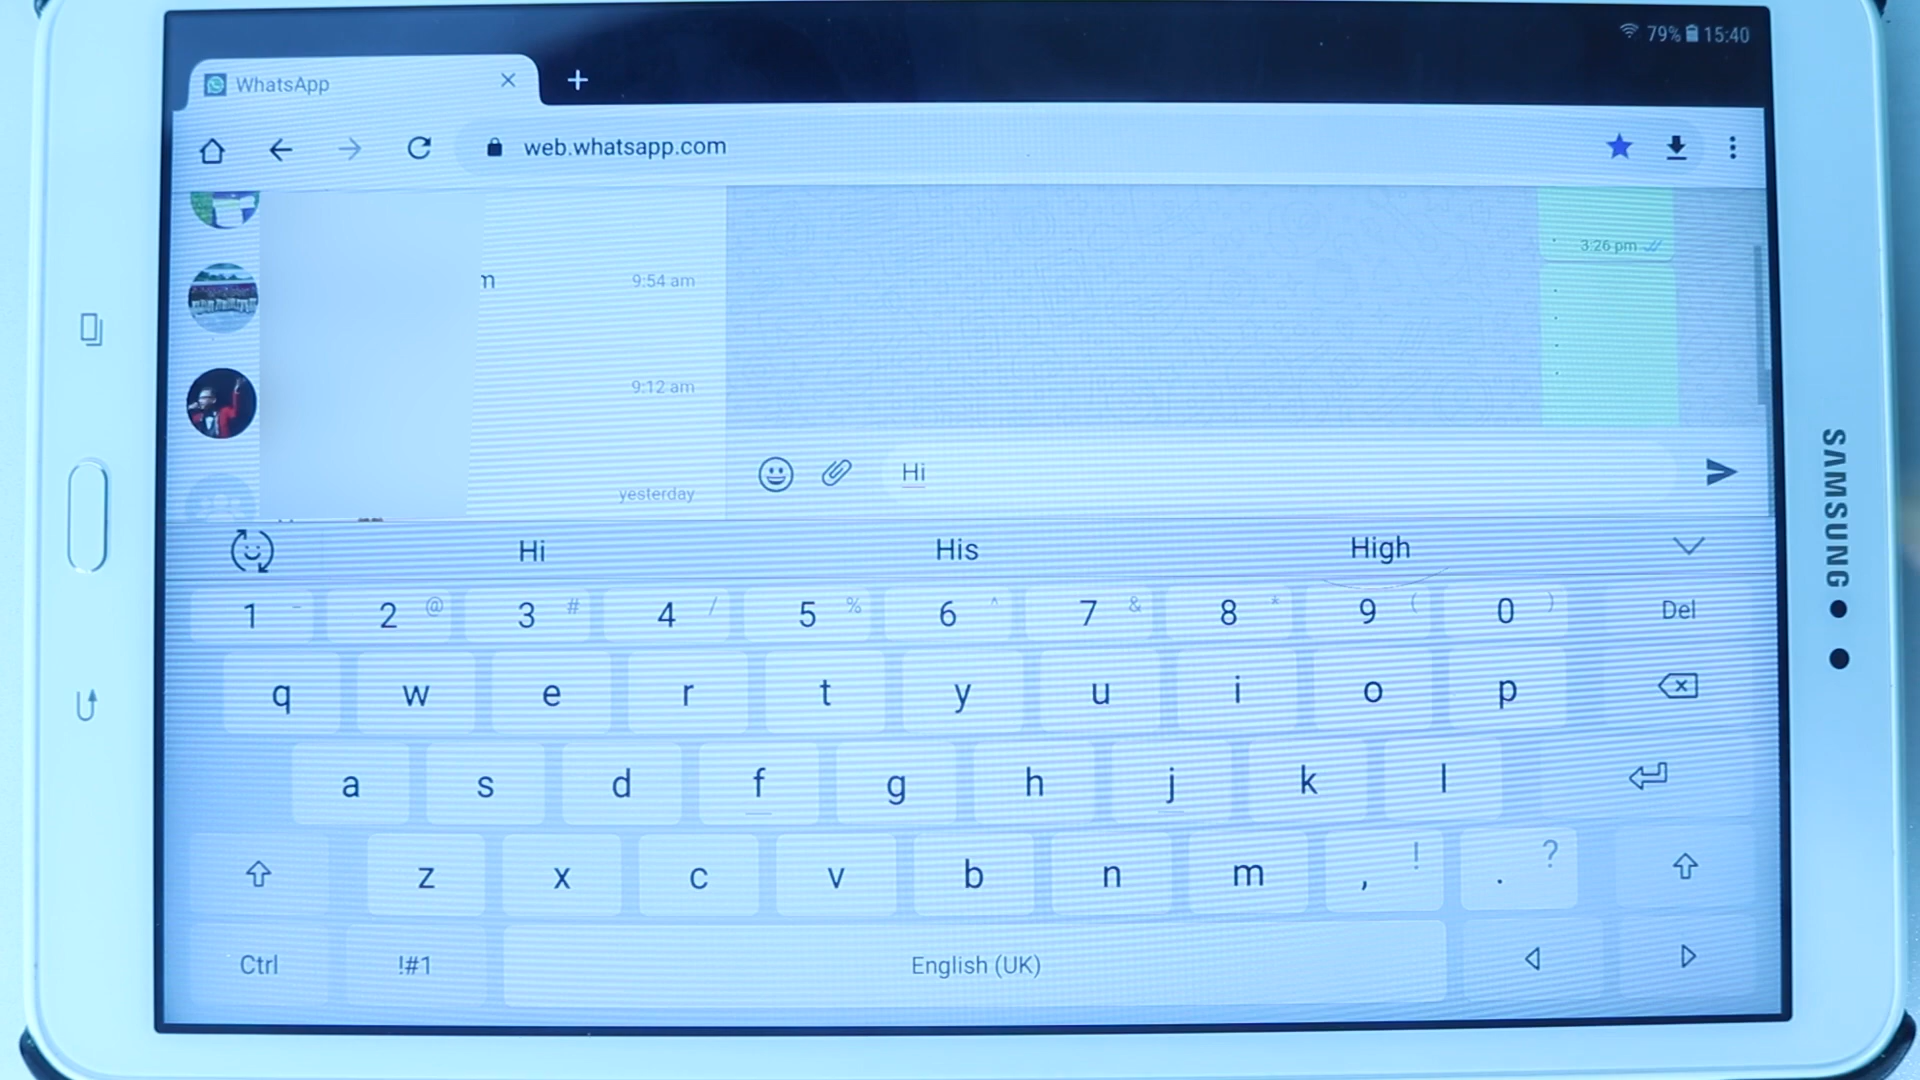 79% 15:40
WhatsApp
web.whatsapp.com
3:26 pm
9:54 am
9:12 am
yesterday
Hi
Hi His High
1 - 2 @ 3 # 4 / 5 % 6 ^ 7 & 8 * 9 ( 0 ) Del
q w e r t y u i o p
a s d f g h j k l
z x c v b n m , ! . ?
Ctrl !#1 English (UK)
SAMSUNG